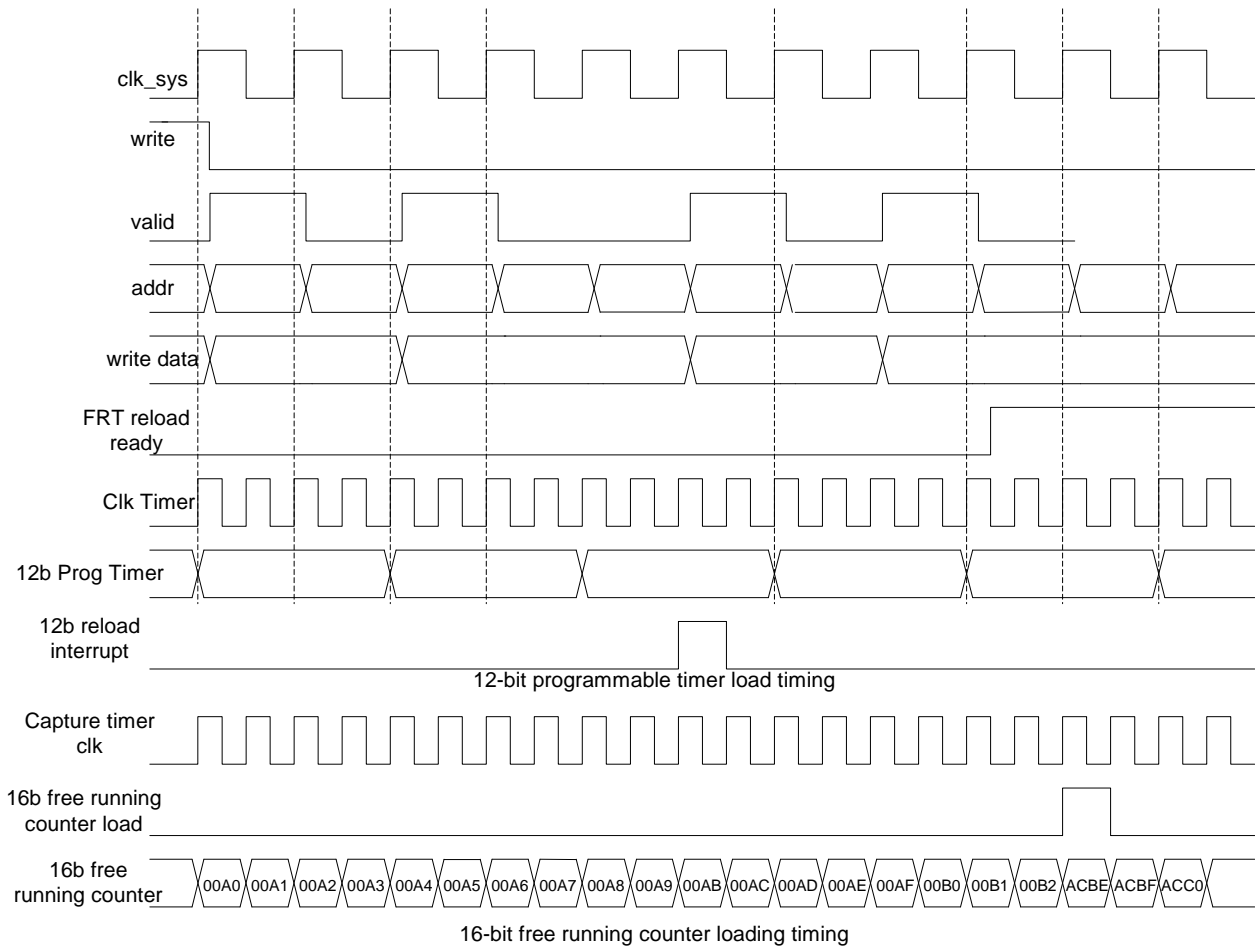 clk_sys
write
valid
addr
write data
FRT reload
ready
Clk Timer
12b Prog Timer
12b reload
interrupt
12-bit programmable timer load timing
Capture timer
clk
16b free running
counter load
16b free
running counter
00A0 00A1 00A2 00A3 00A4 00A5 00A6 00A7 00A8 00A9 00AB 00AC 00AD 00AE 00AF 00B0 00B1 00B2 ACBE ACBF ACC0
16-bit free running counter loading timing